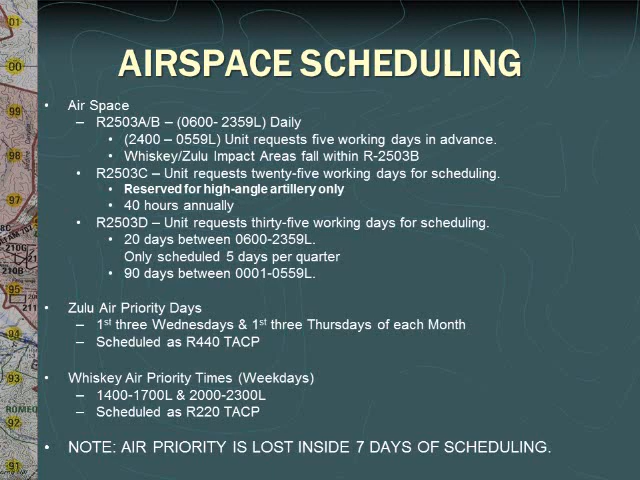 AIRSPACE SCHEDULING
• Air Space
– R2503A/B – (0600- 2359L) Daily
• (2400 – 0559L) Unit requests five working days in advance.
• Whiskey/Zulu Impact Areas fall within R-2503B
• R2503C – Unit requests twenty-five working days for scheduling.
• Reserved for high-angle artillery only
• 40 hours annually
• R2503D – Unit requests thirty-five working days for scheduling.
• 20 days between 0600-2359L.
Only scheduled 5 days per quarter
• 90 days between 0001-0559L.
• Zulu Air Priority Days
– 1st three Wednesdays & 1st three Thursdays of each Month
– Scheduled as R440 TACP
• Whiskey Air Priority Times (Weekdays)
– 1400-1700L & 2000-2300L
– Scheduled as R220 TACP
• NOTE: AIR PRIORITY IS LOST INSIDE 7 DAYS OF SCHEDULING.
01
00
99
98
97
210G
210B
95
211
94
93
ROMEO
92
91